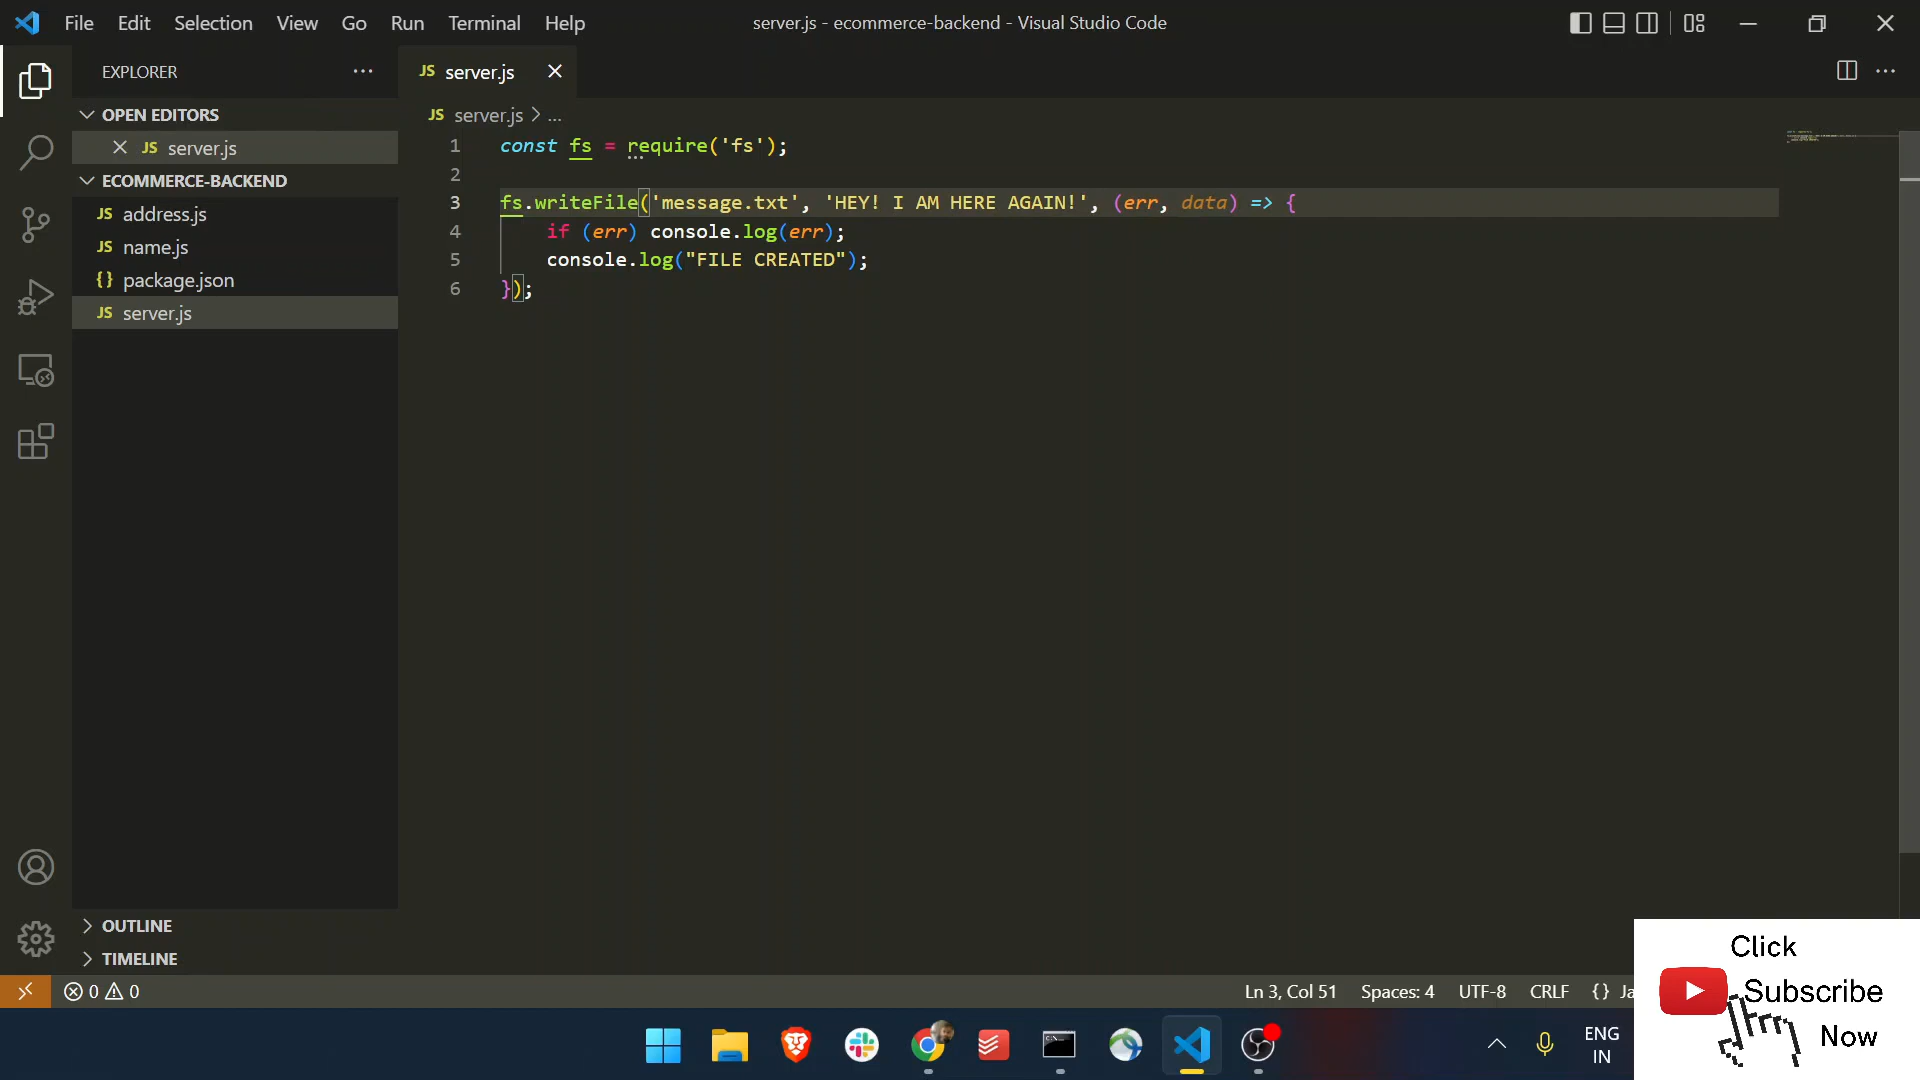 File Edit Selection View Go Run Terminal Help
server.js - ecommerce-backend - Visual Studio Code
EXPLORER
OPEN EDITORS
JS server.js
ECOMMERCE-BACKEND
JS address.js
JS name.js
{} package.json
JS server.js
OUTLINE
TIMELINE
JS server.js
JS server.js > ...
1 const fs = require('fs');
2
3 fs.writeFile('message.txt', 'HEY! I AM HERE AGAIN!', (err, data) => {
4 if (err) console.log(err);
5 console.log("FILE CREATED");
6 });
0 0
Ln 3, Col 51 Spaces: 4 UTF-8 CRLF {} Ja
Click
Subscribe
Now
ENG
IN